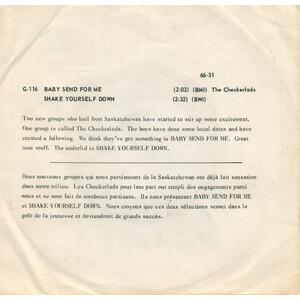 66-31
G-116 BABY SEND FOR ME (2:03) (BMI) The Checkerlads
SHAKE YOURSELF DOWN (2:32) (BMI)
Two new groups who hail from Saskatchewan have started to stir up some excitement.
One group is called The Checkerlads. The boys have done some local dates and have
created a following. We think they've got something in BABY SEND FOR ME. Great
teen stuff. The underlid is SHAKE YOURSELF DOWN.
Deux nouveaux groupes qui nous parviennent de la Saskatchewan ont déjà fait sensation
dans notre milieu. Les Checkerlads pour leur part ont rempli des engagements parmi
nous et se sont fait de nombreux partisans. Ils nous présentent BABY SEND FOR ME
et SHAKE YOURSELF DOWN. Nous croyons que ces deux sélections seront dans le
goût de la jeunesse et deviendront de grands succès.